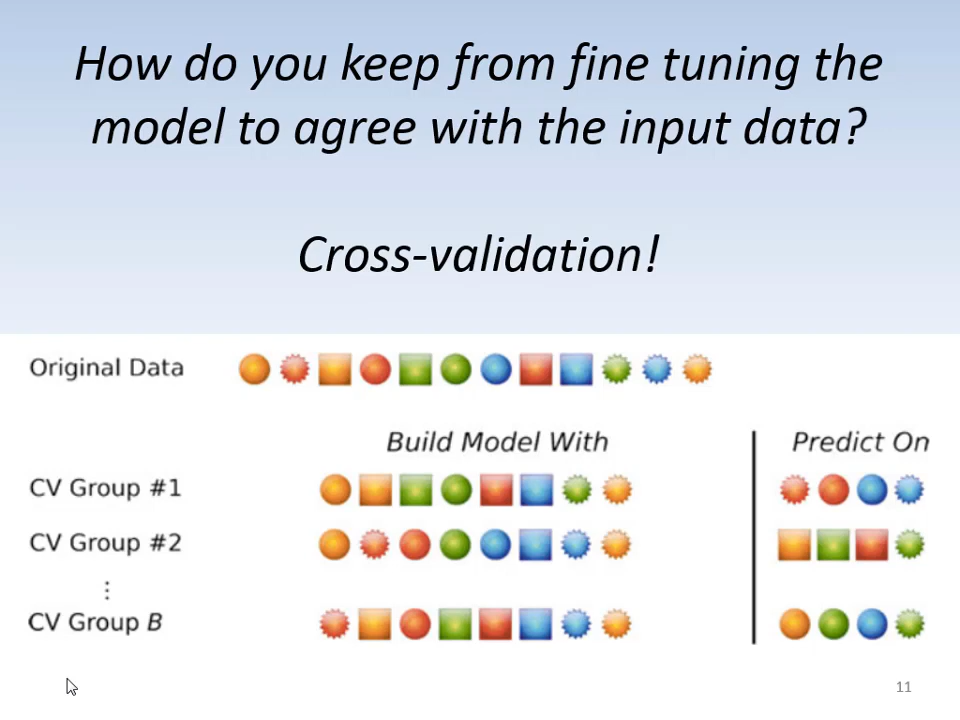 How do you keep from fine tuning the
model to agree with the input data?
Cross-validation!
Original Data
Build Model With
Predict On
CV Group #1
CV Group #2
⋮
CV Group B
11